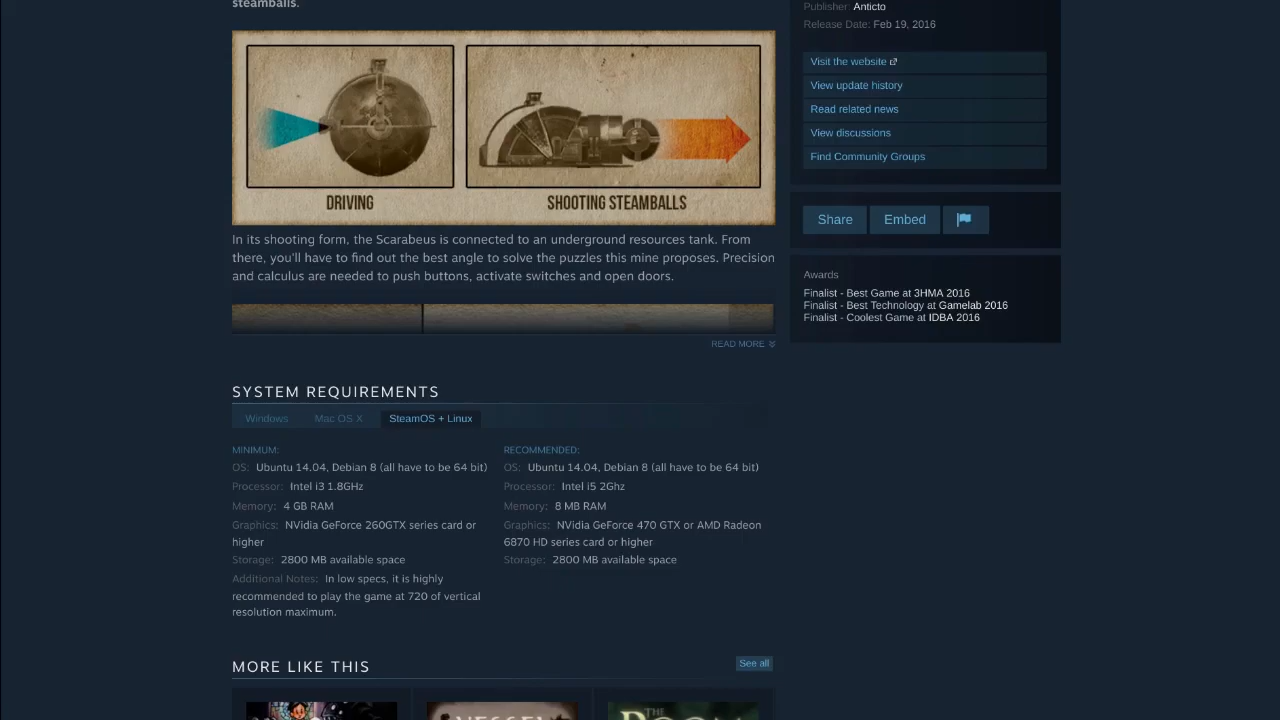 steamballs.
DRIVING
SHOOTING STEAMBALLS
In its shooting form, the Scarabeus is connected to an underground resources tank. From
there, you'll have to find out the best angle to solve the puzzles this mine proposes. Precision
and calculus are needed to push buttons, activate switches and open doors.
READ MORE
SYSTEM REQUIREMENTS
Windows Mac OS X SteamOS + Linux
MINIMUM:
OS: Ubuntu 14.04, Debian 8 (all have to be 64 bit)
Processor: Intel i3 1.8GHz
Memory: 4 GB RAM
Graphics: NVidia GeForce 260GTX series card or
higher
Storage: 2800 MB available space
Additional Notes: In low specs, it is highly
recommended to play the game at 720 of vertical
resolution maximum.
RECOMMENDED:
OS: Ubuntu 14.04, Debian 8 (all have to be 64 bit)
Processor: Intel i5 2Ghz
Memory: 8 MB RAM
Graphics: NVidia GeForce 470 GTX or AMD Radeon
6870 HD series card or higher
Storage: 2800 MB available space
MORE LIKE THIS
See all
THE
Publisher: Anticto
Release Date: Feb 19, 2016
Visit the website
View update history
Read related news
View discussions
Find Community Groups
Share
Embed
Awards
Finalist - Best Game at 3HMA 2016
Finalist - Best Technology at Gamelab 2016
Finalist - Coolest Game at IDBA 2016